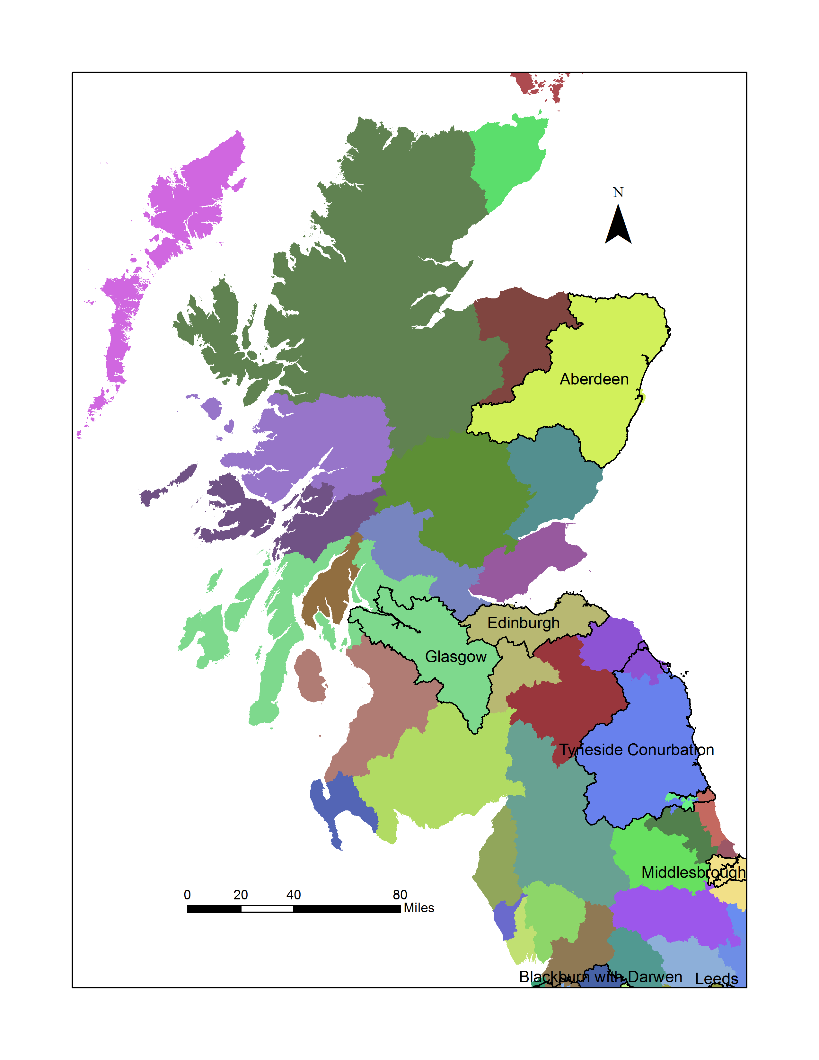 N
Aberdeen
Edinburgh
Glasgow
Tyneside Conurbation
Middlesbrough
0 20 40 80
Miles
Blackburn with Darwen
Leeds